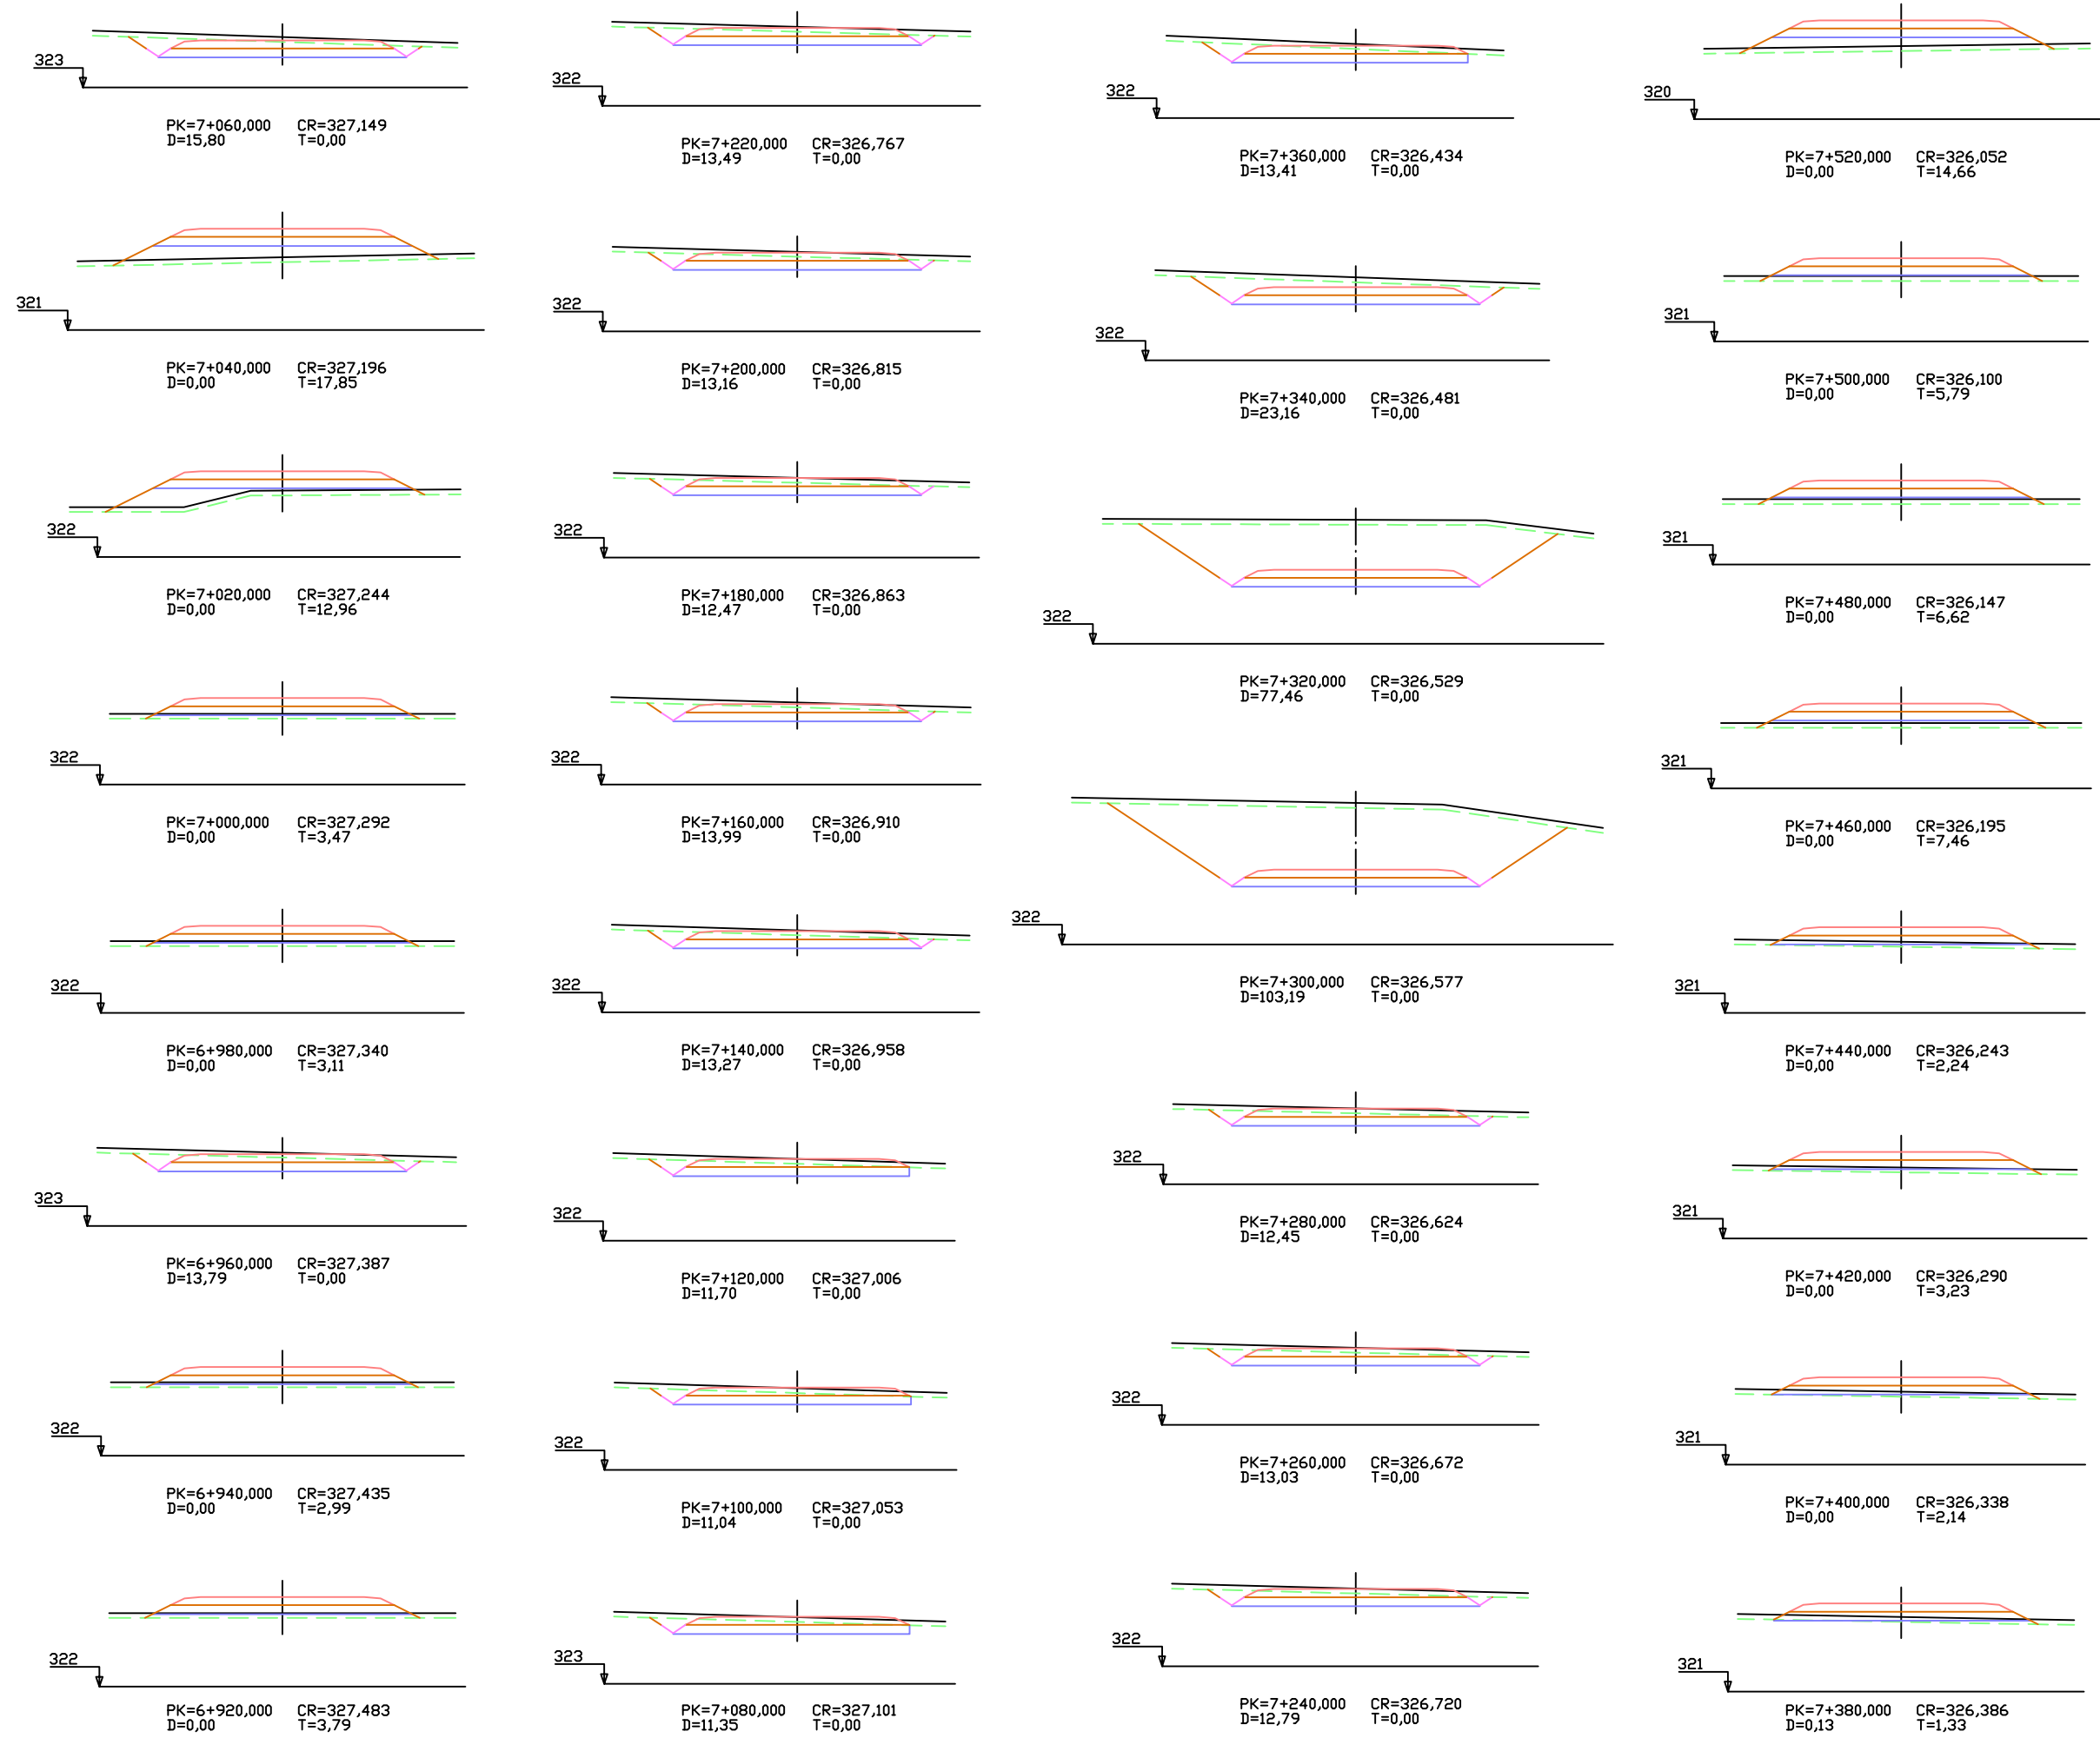 323
PK=7+060,000 CR=327,149
D=15,80 T=0,00
321
PK=7+040,000 CR=327,196
D=0,00 T=17,85
322
PK=7+020,000 CR=327,244
D=0,00 T=12,96
322
PK=7+000,000 CR=327,292
D=0,00 T=3,47
322
PK=6+980,000 CR=327,340
D=0,00 T=3,11
323
PK=6+960,000 CR=327,387
D=13,79 T=0,00
322
PK=6+940,000 CR=327,435
D=0,00 T=2,99
322
PK=6+920,000 CR=327,483
D=0,00 T=3,79
322
PK=7+220,000 CR=326,767
D=13,49 T=0,00
322
PK=7+200,000 CR=326,815
D=13,16 T=0,00
322
PK=7+180,000 CR=326,863
D=12,47 T=0,00
322
PK=7+160,000 CR=326,910
D=13,99 T=0,00
322
PK=7+140,000 CR=326,958
D=13,27 T=0,00
322
PK=7+120,000 CR=327,006
D=11,70 T=0,00
322
PK=7+100,000 CR=327,053
D=11,04 T=0,00
323
PK=7+080,000 CR=327,101
D=11,35 T=0,00
322
PK=7+360,000 CR=326,434
D=13,41 T=0,00
322
PK=7+340,000 CR=326,481
D=23,16 T=0,00
322
PK=7+320,000 CR=326,529
D=77,46 T=0,00
322
PK=7+300,000 CR=326,577
D=103,19 T=0,00
322
PK=7+280,000 CR=326,624
D=12,45 T=0,00
322
PK=7+260,000 CR=326,672
D=13,03 T=0,00
322
PK=7+240,000 CR=326,720
D=12,79 T=0,00
320
PK=7+520,000 CR=326,052
D=0,00 T=14,66
321
PK=7+500,000 CR=326,100
D=0,00 T=5,79
321
PK=7+480,000 CR=326,147
D=0,00 T=6,62
321
PK=7+460,000 CR=326,195
D=0,00 T=7,46
321
PK=7+440,000 CR=326,243
D=0,00 T=2,24
321
PK=7+420,000 CR=326,290
D=0,00 T=3,23
321
PK=7+400,000 CR=326,338
D=0,00 T=2,14
321
PK=7+380,000 CR=326,386
D=0,13 T=1,33